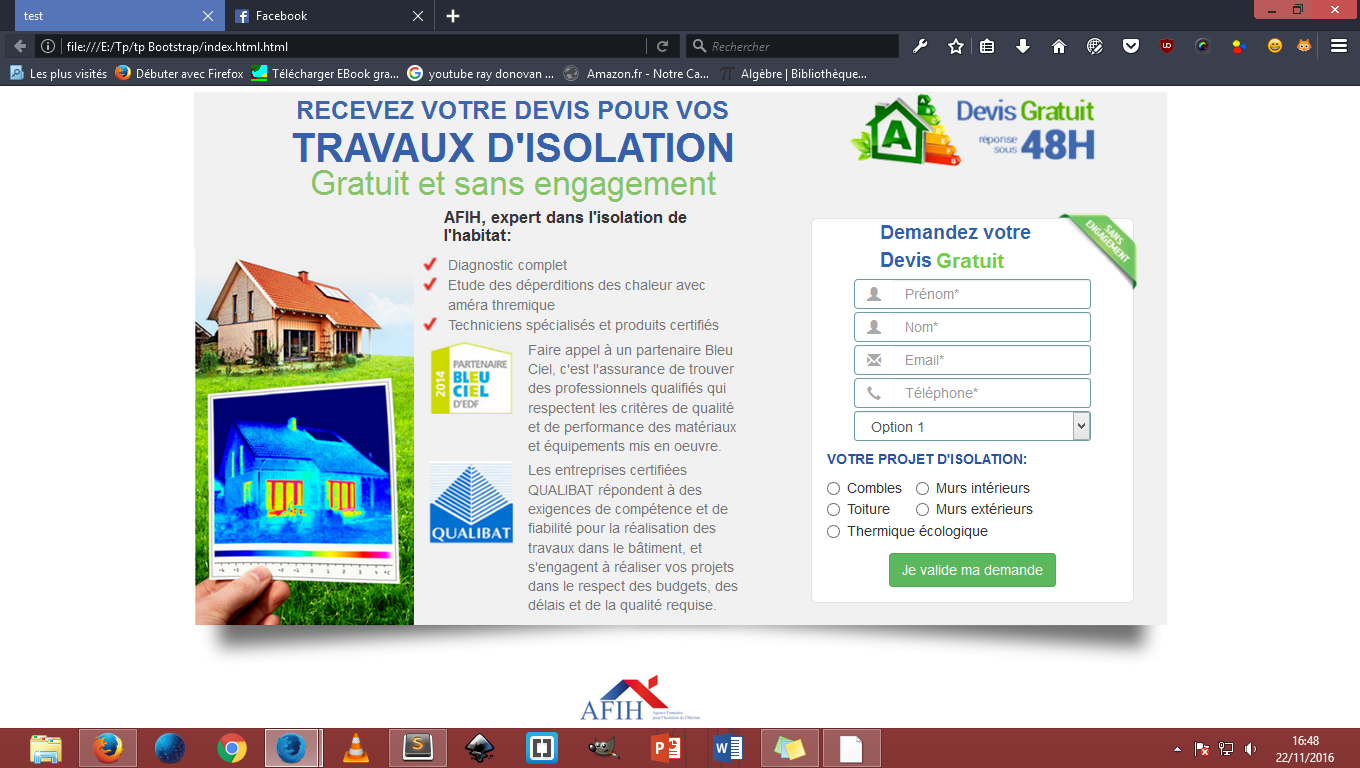 test
Facebook
file:///E:/Tp/tp Bootstrap/index.html.html
Rechercher
Les plus visités
Débuter avec Firefox
Télécharger EBook gra...
youtube ray donovan ...
Amazon.fr - Notre Ca...
Algèbre | Bibliothèque...
RECEVEZ VOTRE DEVIS POUR VOS
TRAVAUX D'ISOLATION
Gratuit et sans engagement
A
Devis Gratuit
réponse
sous 48H
AFIH, expert dans l'isolation de
l'habitat:
Diagnostic complet
Etude des déperditions des chaleur avec
améra thremique
Techniciens spécialisés et produits certifiés
2014
PARTENAIRE
BLEU
CIEL
D'EDF
Faire appel à un partenaire Bleu
Ciel, c'est l'assurance de trouver
des professionnels qualifiés qui
respectent les critères de qualité
et de performance des matériaux
et équipements mis en oeuvre.
QUALIBAT
Les entreprises certifiées
QUALIBAT répondent à des
exigences de compétence et de
fiabilité pour la réalisation des
travaux dans le bâtiment, et
s'engagent à réaliser vos projets
dans le respect des budgets, des
délais et de la qualité requise.
SANS
ENGAGEMENT
Demandez votre
Devis Gratuit
Prénom*
Nom*
Email*
Téléphone*
Option 1
VOTRE PROJET D'ISOLATION:
Combles
Murs intérieurs
Toiture
Murs extérieurs
Thermique écologique
Je valide ma demande
AFIH
Agence Française
pour l'Isolation de l'Habitat
16:48
22/11/2016